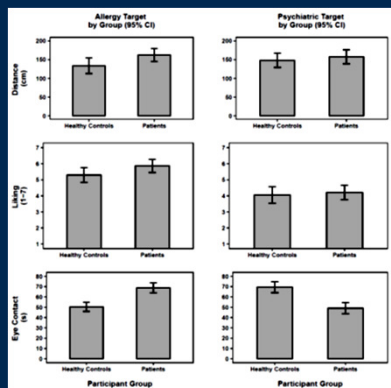 Allergy Target
by Group (95% CI)
Psychiatric Target
by Group (95% CI)
Distance
(cm)
200
150
100
50
0
Healthy Controls
Patients
200
150
100
50
0
Healthy Controls
Patients
Liking
(1–7)
7
6
5
4
3
2
1
Healthy Controls
Patients
7
6
5
4
3
2
1
Healthy Controls
Patients
Eye Contact
(s)
80
70
60
50
40
30
20
10
0
Healthy Controls
Patients
80
70
60
50
40
30
20
10
0
Healthy Controls
Patients
Participant Group
Participant Group